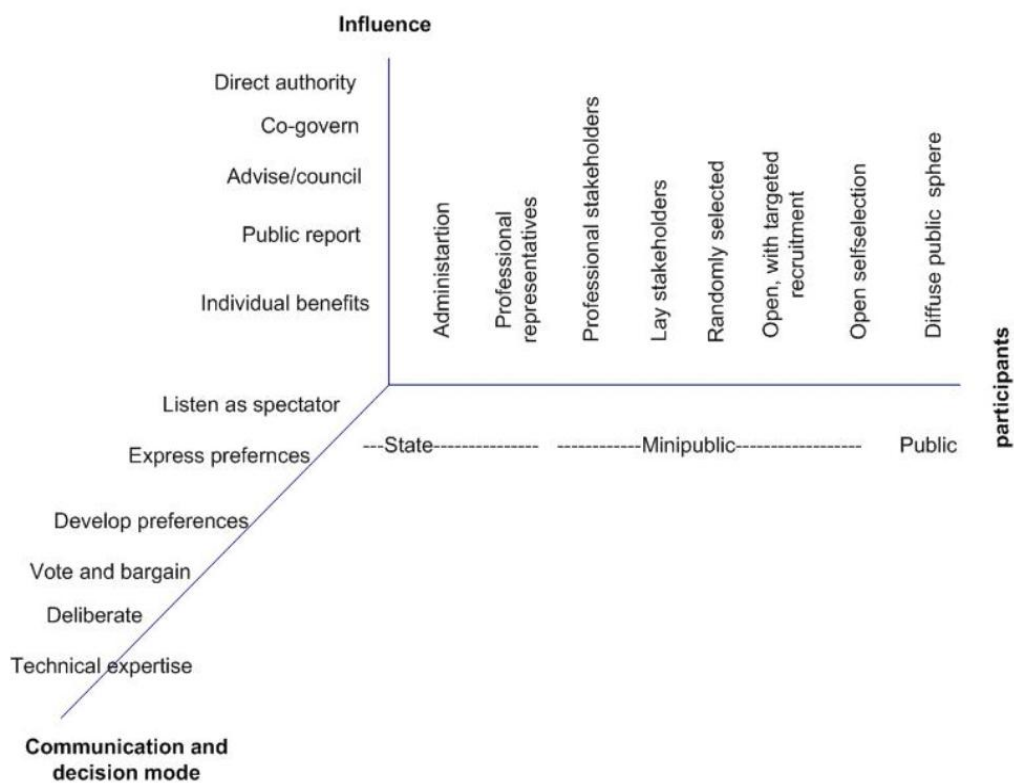 Influence
Direct authority
Co-govern
Advise/council
Public report
Individual benefits
Administartion
Professional
representatives
Professional stakeholders
Lay stakeholders
Randomly selected
Open, with targeted
recruitment
Open selfselection
Diffuse public sphere
participants
Listen as spectator
Express prefernces
Develop preferences
Vote and bargain
Deliberate
Technical expertise
---State---------------
------------Minipublic------------------
Public
Communication and
decision mode